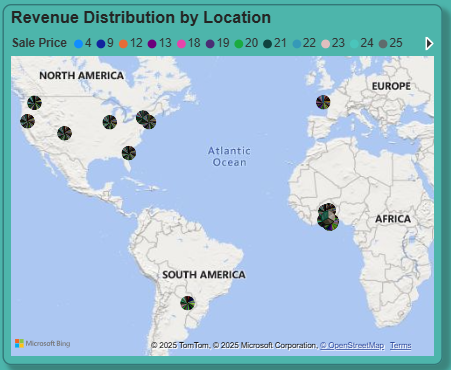 Revenue Distribution by Location
Sale Price 4 9 12 13 18 19 20 21 22 23 24 25
NORTH AMERICA
EUROPE
Atlantic
Ocean
AFRICA
SOUTH AMERICA
Microsoft Bing
© 2025 TomTom, © 2025 Microsoft Corporation, © OpenStreetMap Terms